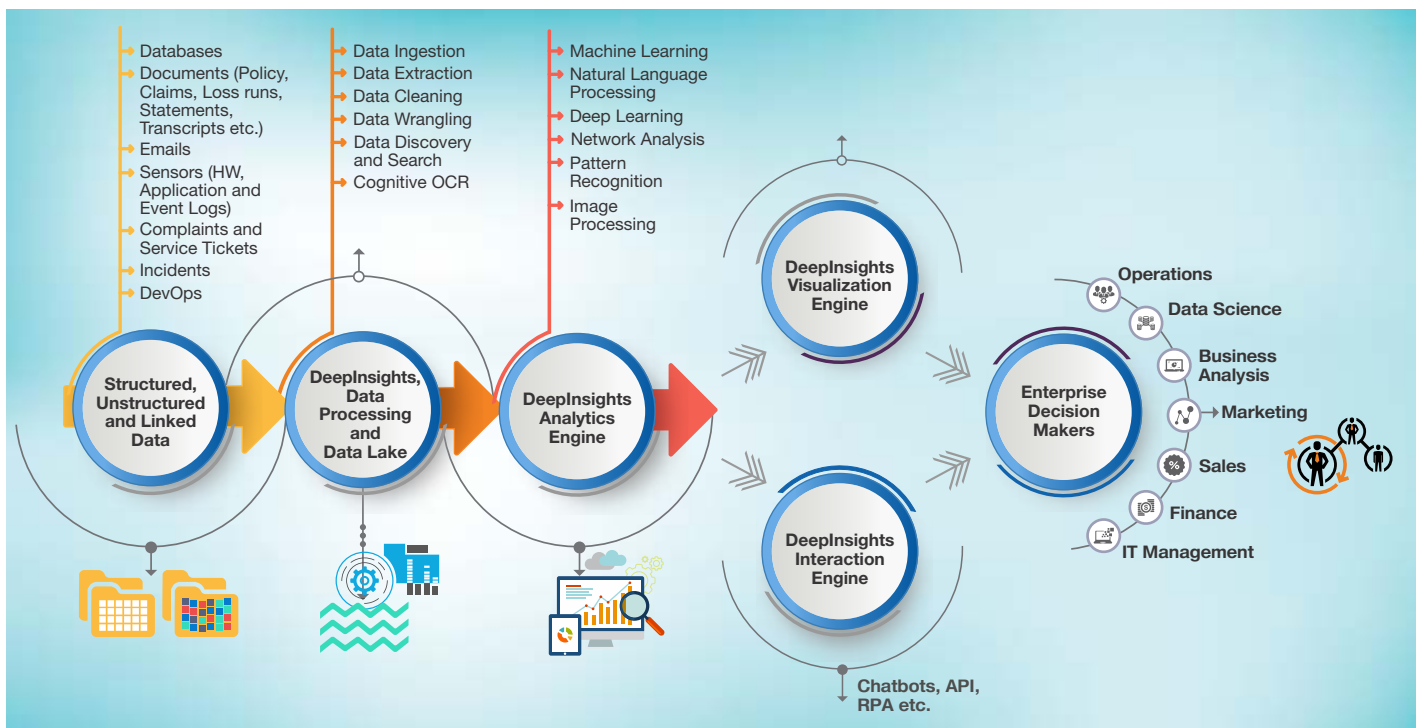 Databases
Documents (Policy,
Claims, Loss runs,
Statements,
Transcripts etc.)
Emails
Sensors (HW,
Application and
Event Logs)
Complaints and
Service Tickets
Incidents
DevOps
Data Ingestion
Data Extraction
Data Cleaning
Data Wrangling
Data Discovery
and Search
Cognitive OCR
Machine Learning
Natural Language
Processing
Deep Learning
Network Analysis
Pattern
Recognition
Image
Processing
Structured,
Unstructured
and Linked
Data
DeepInsights,
Data
Processing
and
Data Lake
DeepInsights
Analytics
Engine
DeepInsights
Visualization
Engine
DeepInsights
Interaction
Engine
Chatbots, API,
RPA etc.
Enterprise
Decision
Makers
Operations
Data Science
Business
Analysis
Marketing
%
Sales
Finance
IT Management